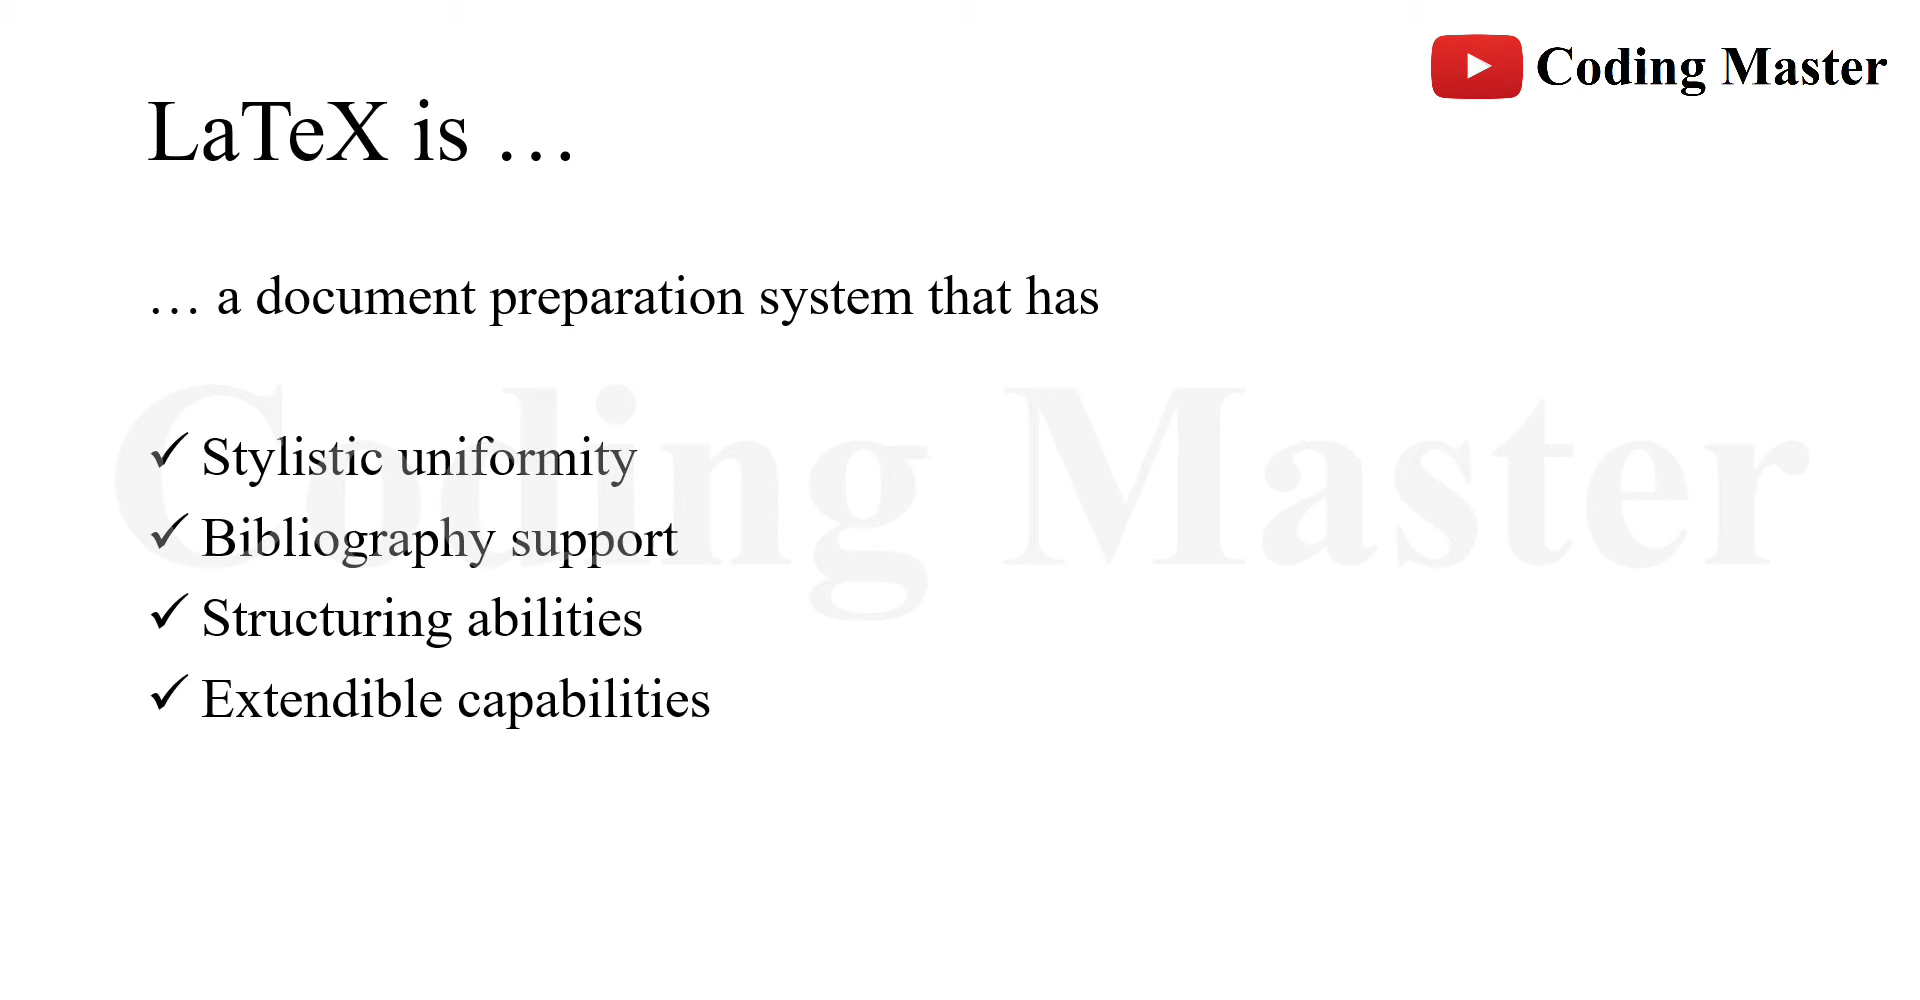 Coding Master
LaTeX is …
… a document preparation system that has
Coding Master
✓ Stylistic uniformity
✓ Bibliography support
✓ Structuring abilities
✓ Extendible capabilities